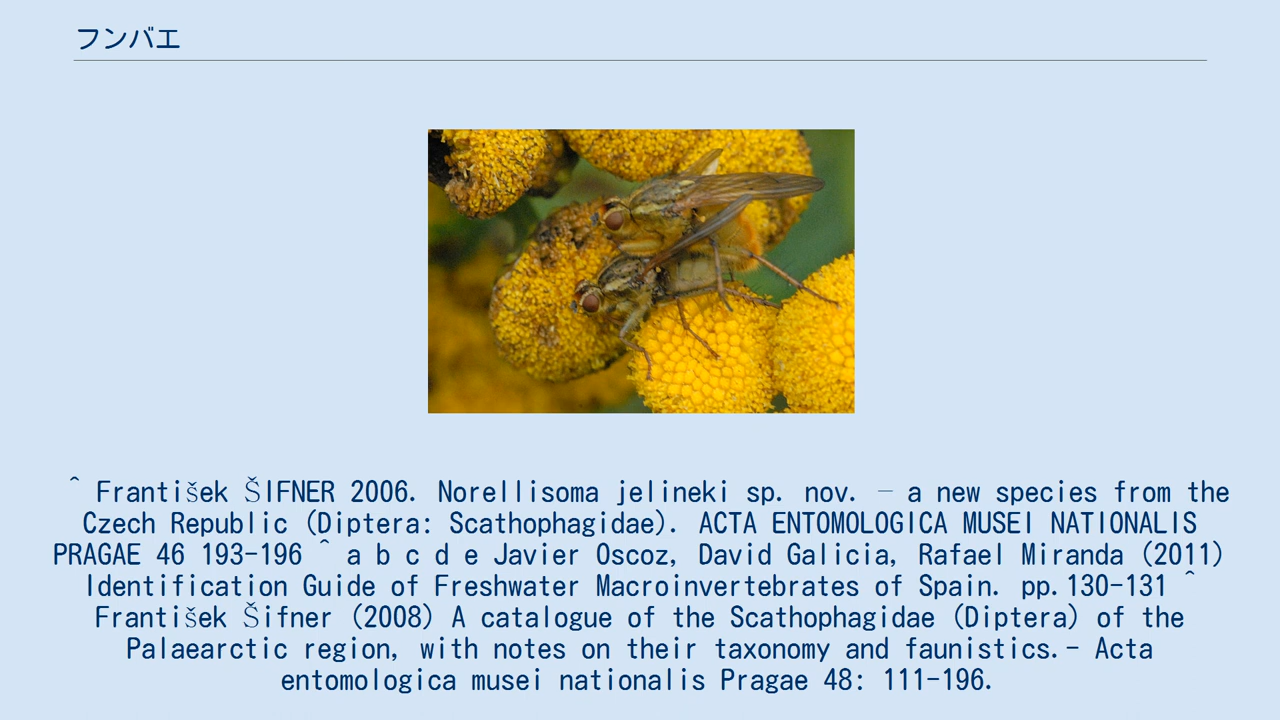 フンバエ
^ František ŠIFNER 2006. Norellisoma jelineki sp. nov. – a new species from the
Czech Republic (Diptera: Scathophagidae). ACTA ENTOMOLOGICA MUSEI NATIONALIS
PRAGAE 46 193-196 ^ a b c d e Javier Oscoz, David Galicia, Rafael Miranda (2011)
Identification Guide of Freshwater Macroinvertebrates of Spain. pp.130-131 ^
František Šifner (2008) A catalogue of the Scathophagidae (Diptera) of the
Palaearctic region, with notes on their taxonomy and faunistics.- Acta
entomologica musei nationalis Pragae 48: 111-196.